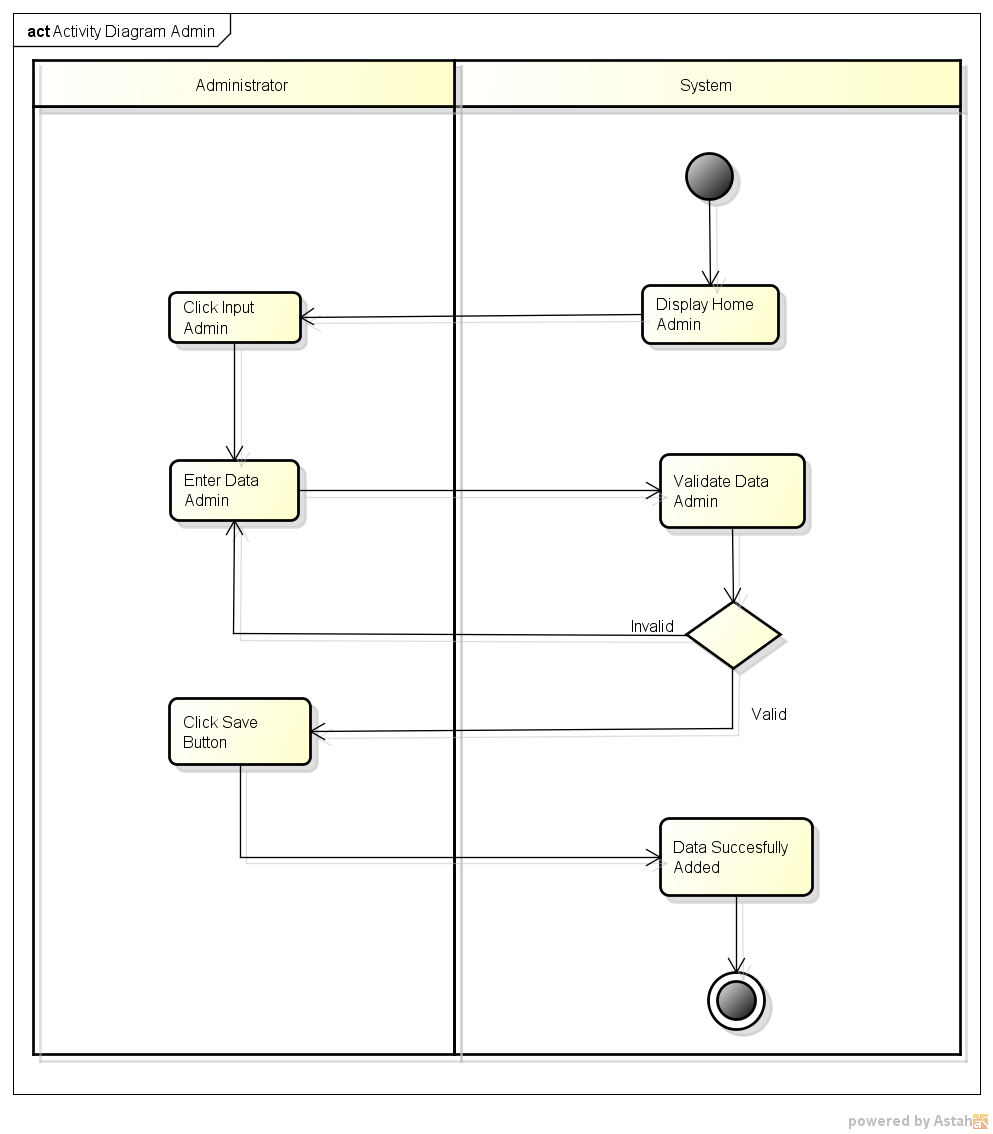 act Activity Diagram Admin
Administrator
System
Click Input
Admin
Display Home
Admin
Enter Data
Admin
Validate Data
Admin
Invalid
Valid
Click Save
Button
Data Succesfully
Added
powered by Astah